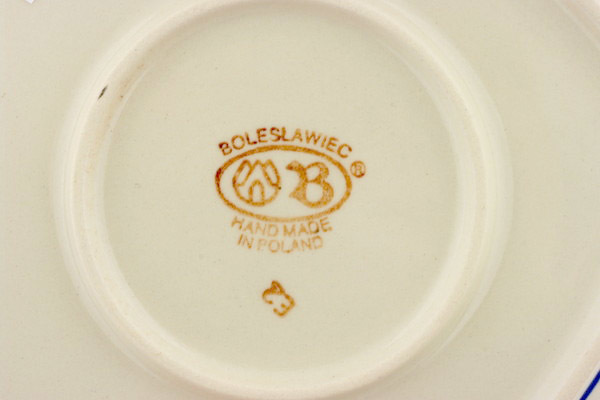 BOLESLAWIEC
B ®
HAND MADE
IN POLAND